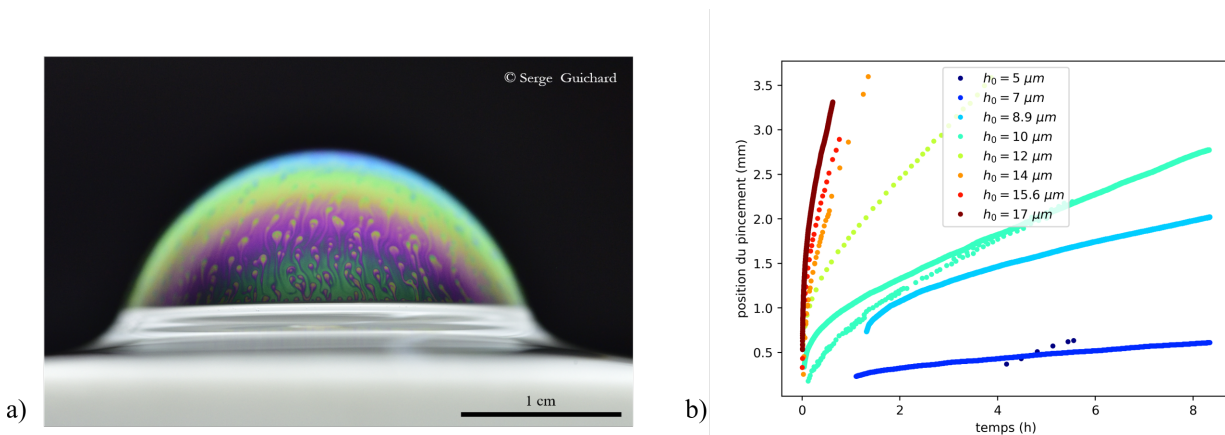 © Serge Guichard
1 cm
a)
b)
position du pincement (mm)
3.5
3.0
2.5
2.0
1.5
1.0
0.5
h₀ = 5 μm
h₀ = 7 μm
h₀ = 8.9 μm
h₀ = 10 μm
h₀ = 12 μm
h₀ = 14 μm
h₀ = 15.6 μm
h₀ = 17 μm
0
2
4
6
8
temps (h)